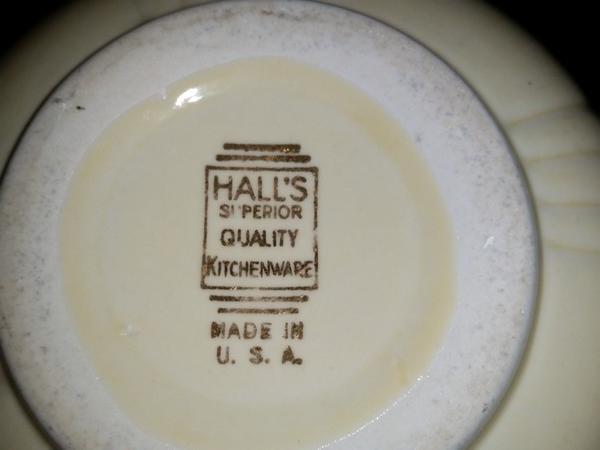 HALL'S
SUPERIOR
QUALITY
KITCHENWARE
MADE IN
U. S. A.